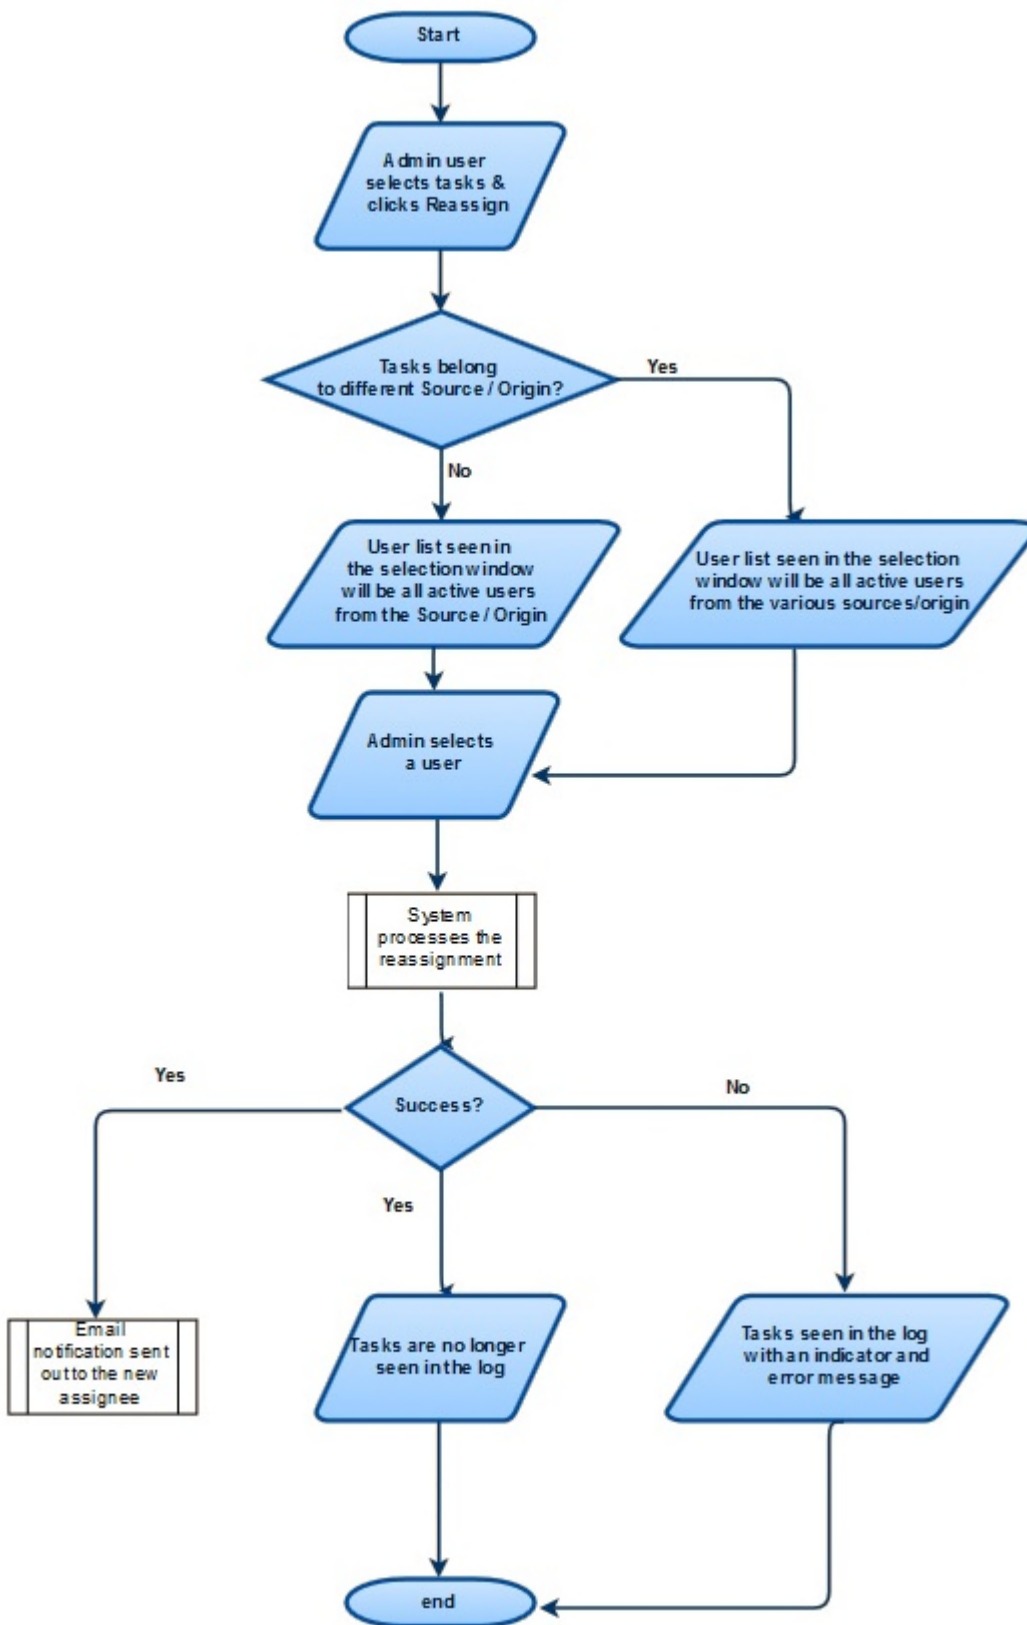 Start
Admin user
selects tasks &
clicks Reassign
Tasks belong
to different Source / Origin?
Yes
No
User list seen in
the selection window
will be all active users
from the Source / Origin
User list seen in the selection
window will be all active users
from the various sources/origin
Admin selects
a user
System
processes the
reassignment
Success?
Yes
No
Yes
Email
notification sent
out to the new
assignee
Tasks are no longer
seen in the log
Tasks seen in the log
with an indicator and
error message
end